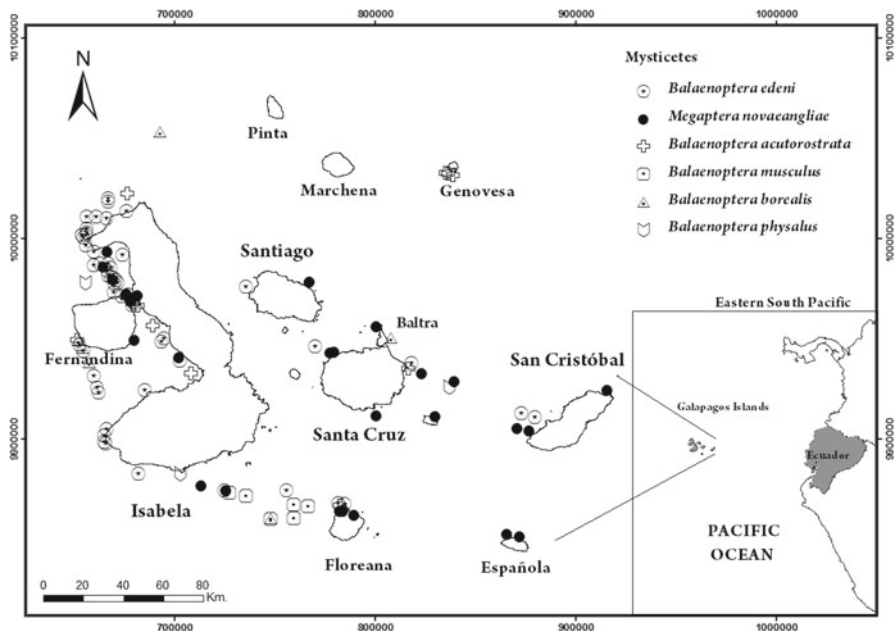 700000 800000 900000 1000000
10100000
10100000
N
Mysticetes
Balaenoptera edeni
Megaptera novaeangliae
Balaenoptera acutorostrata
Balaenoptera musculus
Balaenoptera borealis
Balaenoptera physalus
Pinta
Marchena
Genovesa
10000000
10000000
Santiago
Baltra
Fernandina
San Cristóbal
Santa Cruz
Isabela
Floreana
Española
Eastern South Pacific
Galapagos Islands
Ecuador
PACIFIC
OCEAN
9900000
9900000
0 20 40 60 80
Km.
700000 800000 900000 1000000